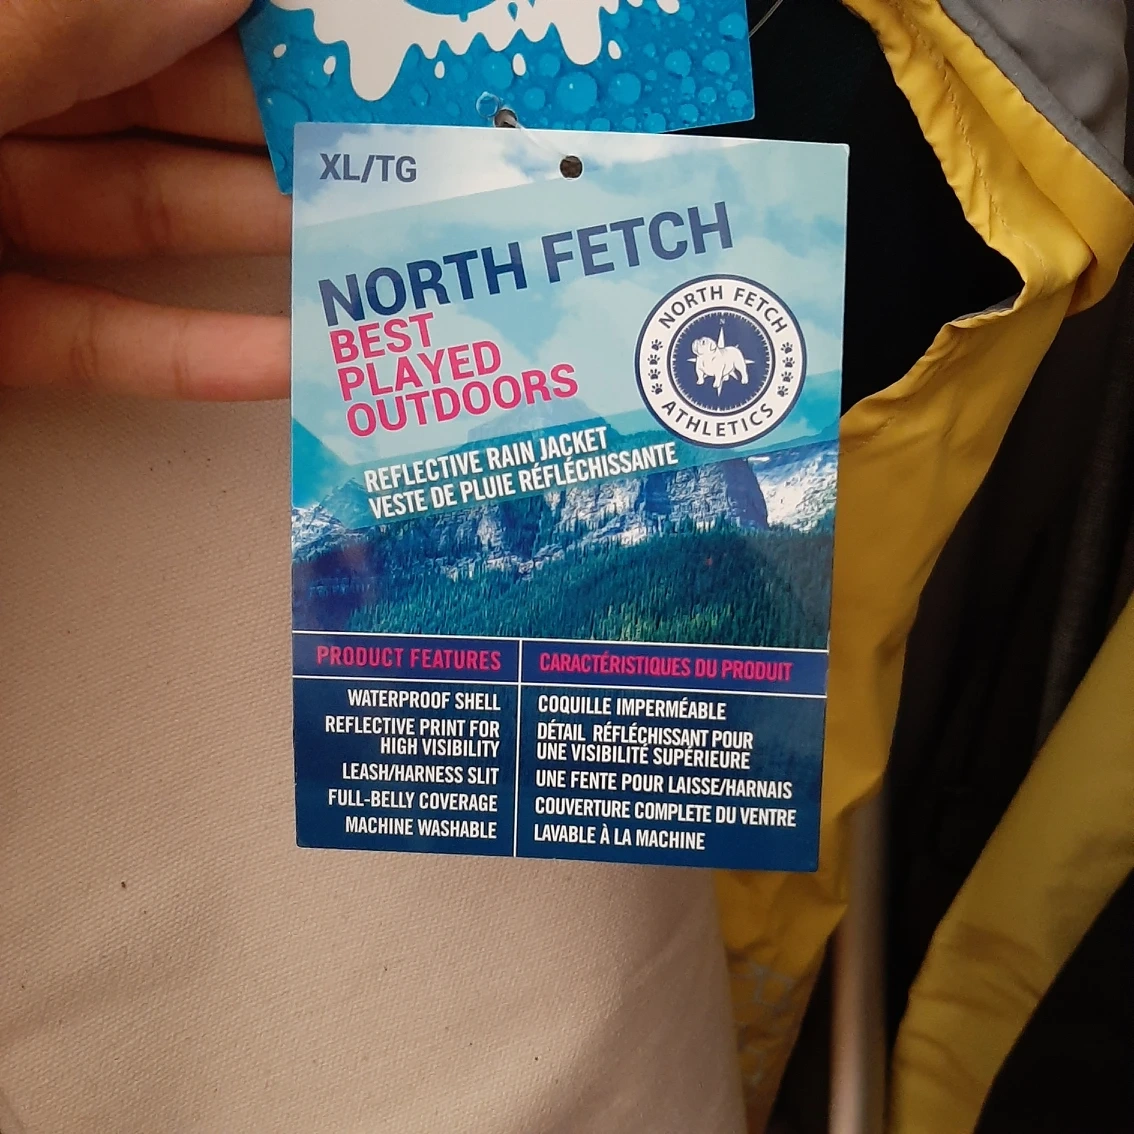 XL/TG
NORTH FETCH
BEST
PLAYED
OUTDOORS
NORTH FETCH
N
ATHLETICS
REFLECTIVE RAIN JACKET
VESTE DE PLUIE RÉFLÉCHISSANTE
PRODUCT FEATURES
WATERPROOF SHELL
REFLECTIVE PRINT FOR
HIGH VISIBILITY
LEASH/HARNESS SLIT
FULL-BELLY COVERAGE
MACHINE WASHABLE
CARACTÉRISTIQUES DU PRODUIT
COQUILLE IMPERMÉABLE
DÉTAIL RÉFLÉCHISSANT POUR
UNE VISIBILITÉ SUPÉRIEURE
UNE FENTE POUR LAISSE/HARNAIS
COUVERTURE COMPLETE DU VENTRE
LAVABLE À LA MACHINE